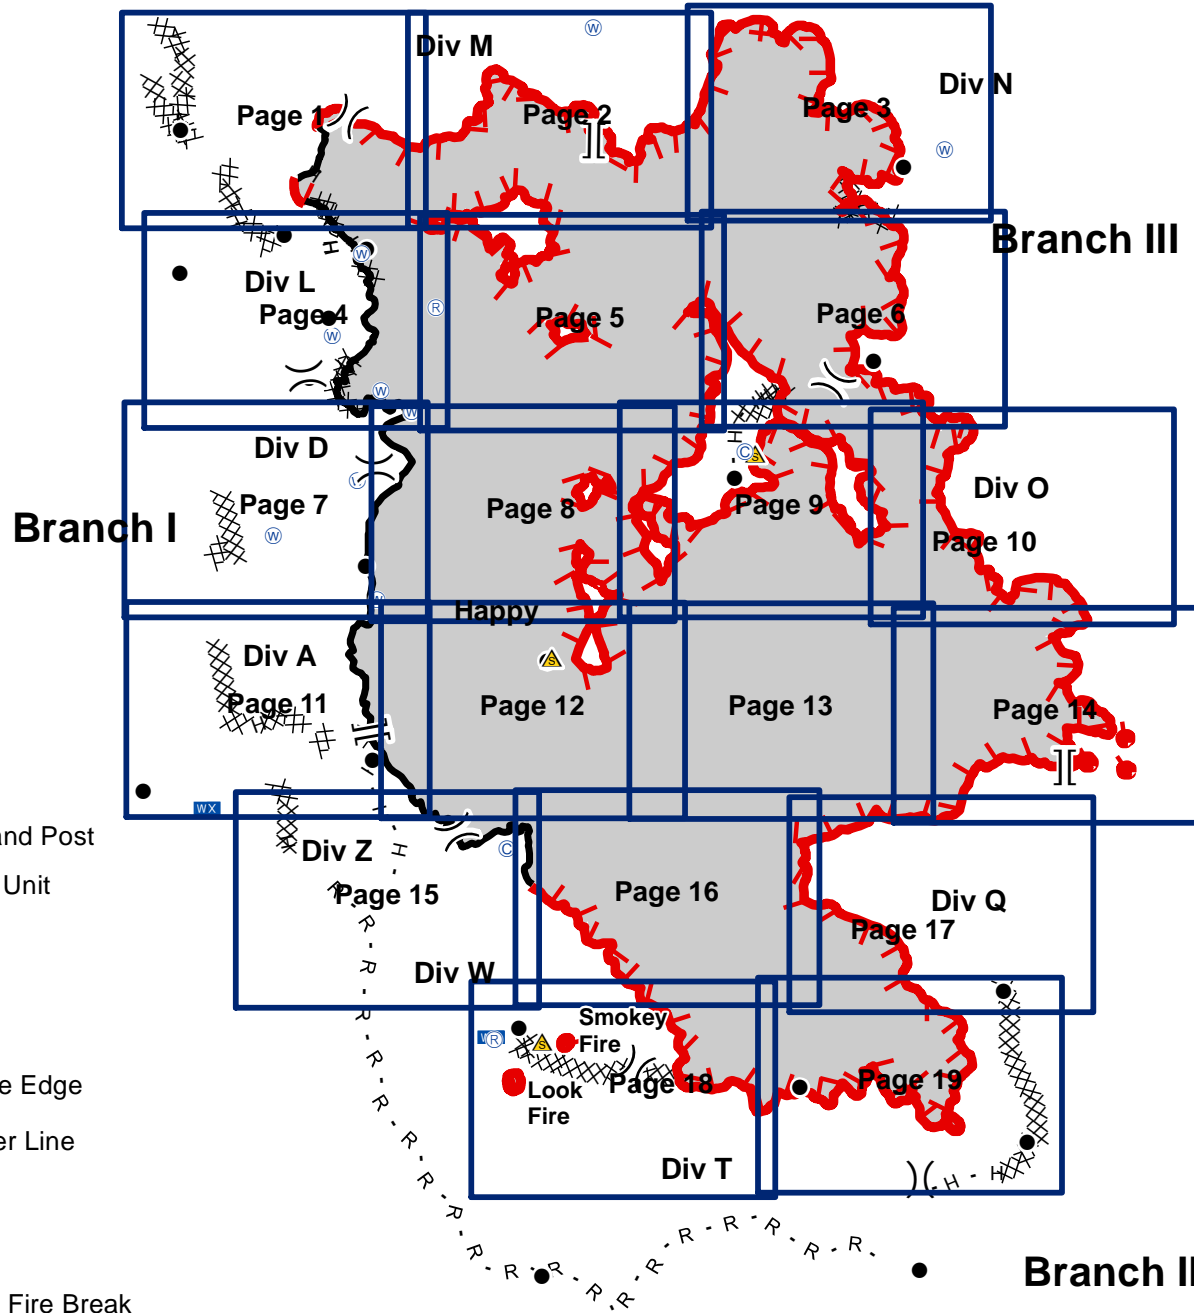 Div M
Div N
Page 1
Page 2
Page 3
Branch III
Div L
Page 4
Page 5
Page 6
Div D
Page 7
Page 8
Page 9
Div O
Page 10
Branch I
Happy
Div A
Page 11
Page 12
Page 13
Page 14
WX
and Post
Unit
Div Z
Page 15
Page 16
Div Q
Page 17
Div W
Smokey
Fire
Look
Fire
Page 18
Page 19
e Edge
er Line
Div T
Branch II
Fire Break